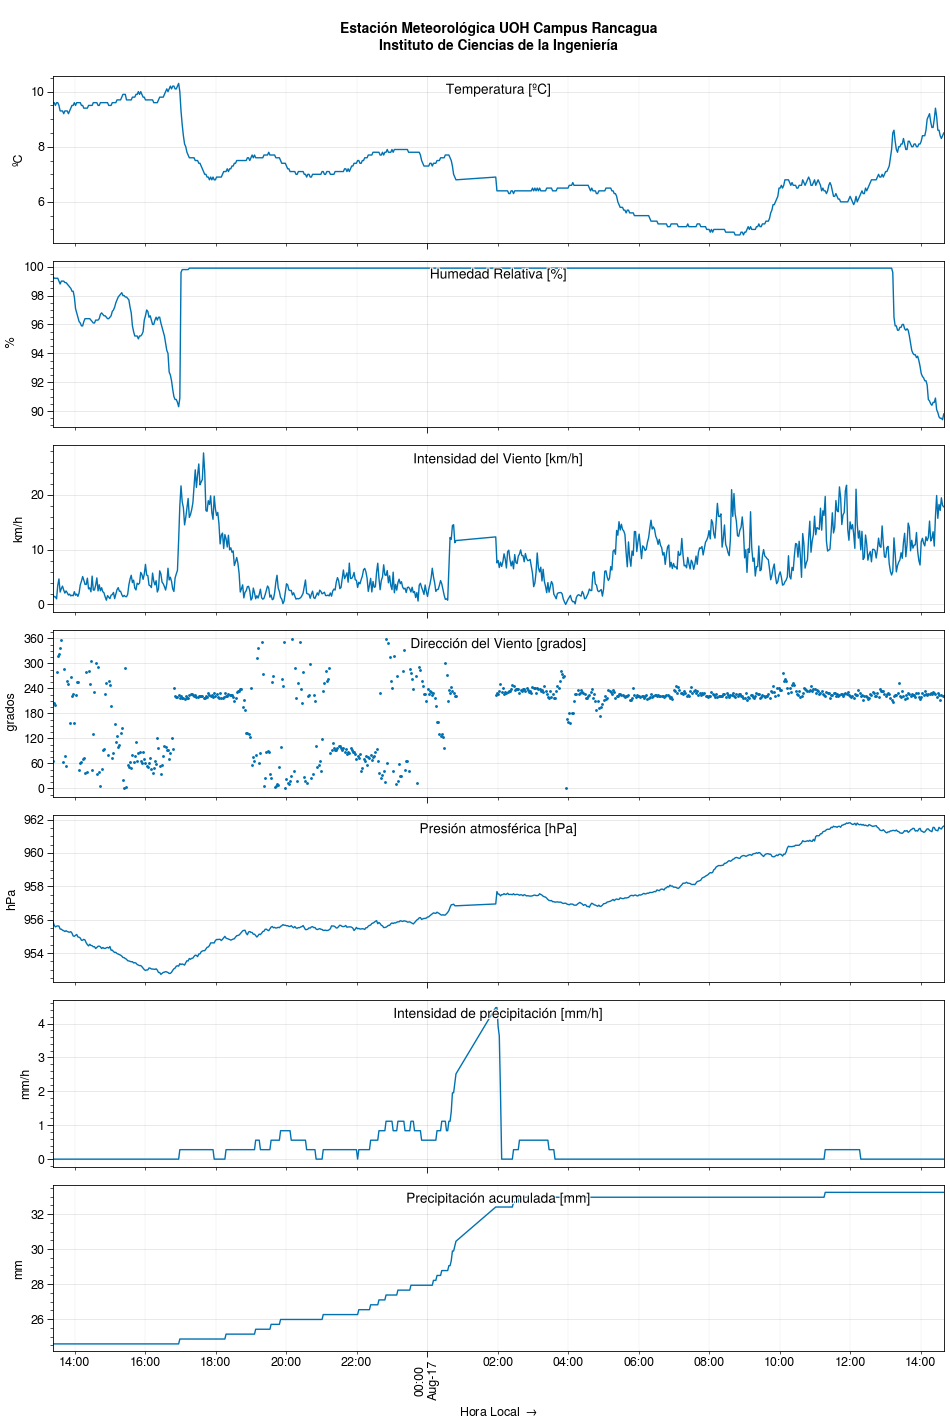 Estación Meteorológica UOH Campus Rancagua
Instituto de Ciencias de la Ingeniería
Temperatura [ºC]
ºC
10
8
6
Humedad Relativa [%]
%
100
98
96
94
92
90
Intensidad del Viento [km/h]
km/h
20
10
0
Dirección del Viento [grados]
grados
360
300
240
180
120
60
0
Presión atmosférica [hPa]
hPa
962
960
958
956
954
Intensidad de precipitación [mm/h]
mm/h
4
3
2
1
0
Precipitación acumulada [mm]
mm
32
30
28
26
14:00 16:00 18:00 20:00 22:00 00:00 02:00 04:00 06:00 08:00 10:00 12:00 14:00
Aug-17
Hora Local →